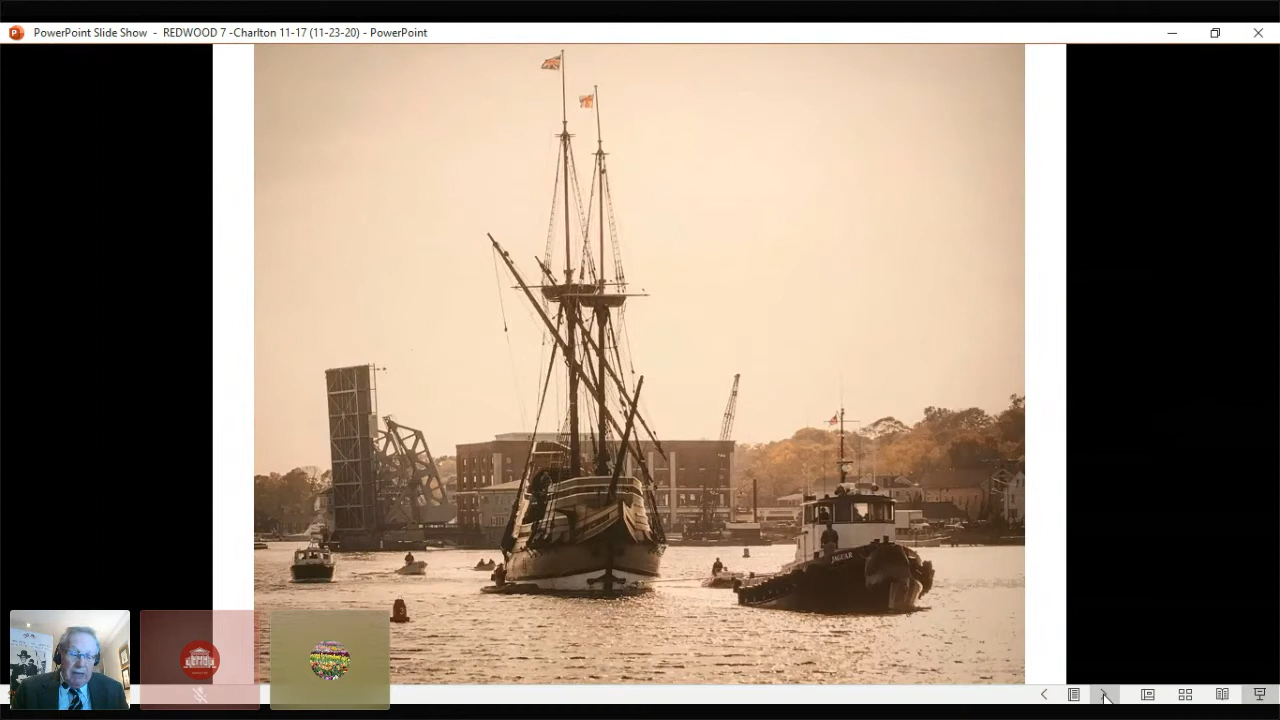 PowerPoint Slide Show - REDWOOD 7 -Charlton 11-17 (11-23-20) - PowerPoint
JAGUAR